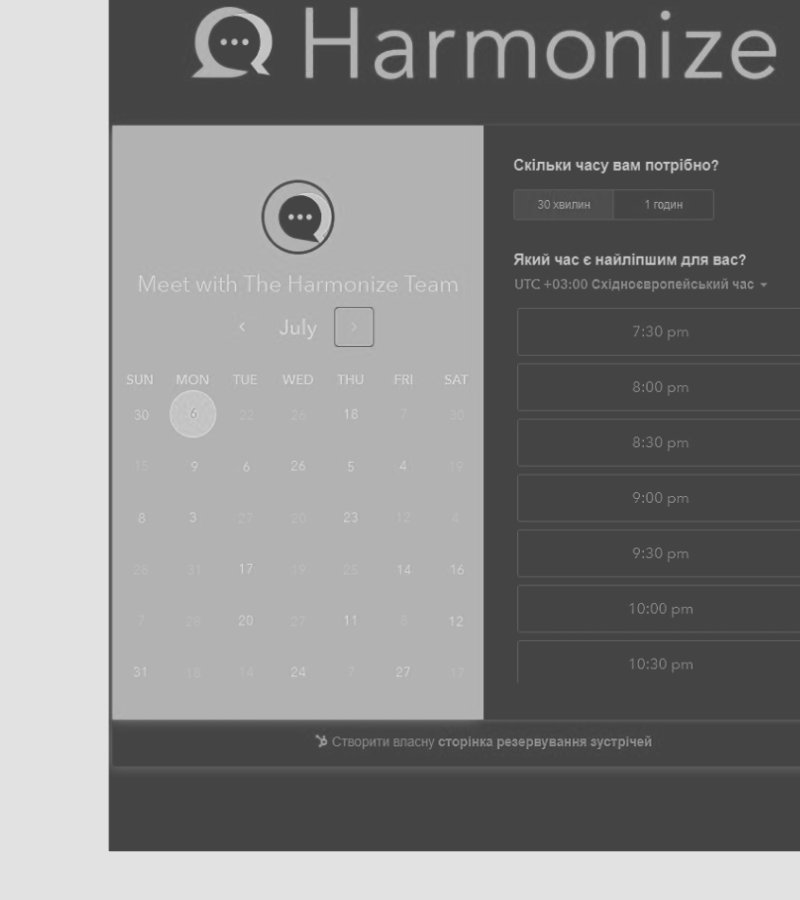 Harmonize
Meet with The Harmonize Team
July
SUN MON TUE WED THU FRI SAT
30 6 22 26 18 7 30
15 9 6 26 5 4 19
8 3 27 20 23 12 4
28 31 17 19 25 14 16
7 20 27 11 8 12
31 18 14 24 7 27 17
Скільки часу вам потрібно?
30 хвилин 1 годин
Який час є найліпшим для вас?
UTC +03:00 Східноєвропейський час
7:30 pm
8:00 pm
8:30 pm
9:00 pm
9:30 pm
10:00 pm
10:30 pm
Створити власну сторінка резервування зустрічей